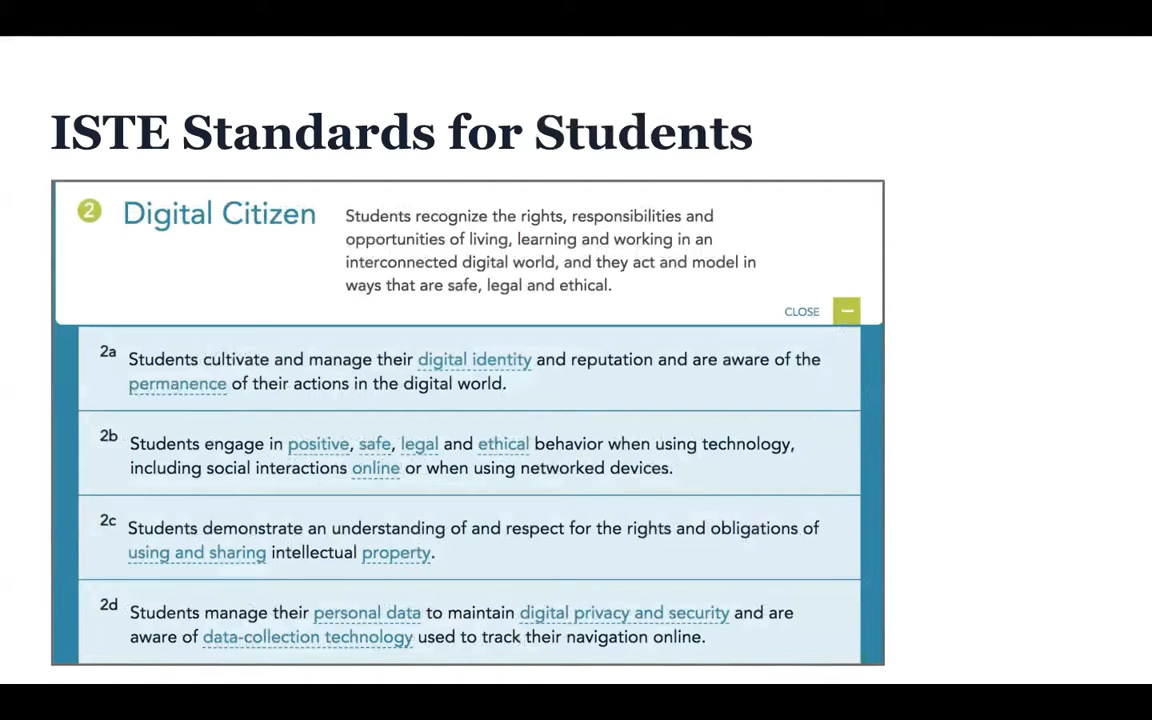 ISTE Standards for Students
2 Digital Citizen
Students recognize the rights, responsibilities and
opportunities of living, learning and working in an
interconnected digital world, and they act and model in
ways that are safe, legal and ethical.
CLOSE
2a Students cultivate and manage their digital identity and reputation and are aware of the
permanence of their actions in the digital world.
2b Students engage in positive, safe, legal and ethical behavior when using technology,
including social interactions online or when using networked devices.
2c Students demonstrate an understanding of and respect for the rights and obligations of
using and sharing intellectual property.
2d Students manage their personal data to maintain digital privacy and security and are
aware of data-collection technology used to track their navigation online.